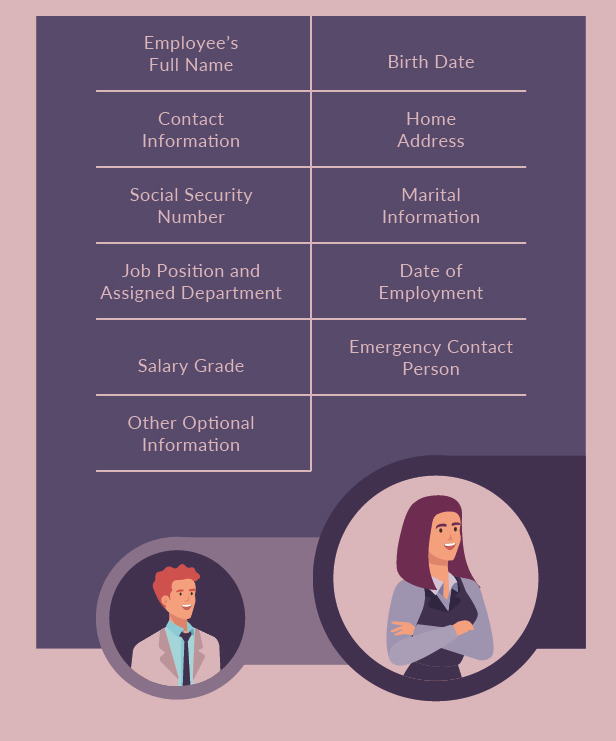 Employee's
Full Name
Birth Date
Contact
Information
Home
Address
Social Security
Number
Marital
Information
Job Position and
Assigned Department
Date of
Employment
Salary Grade
Emergency Contact
Person
Other Optional
Information